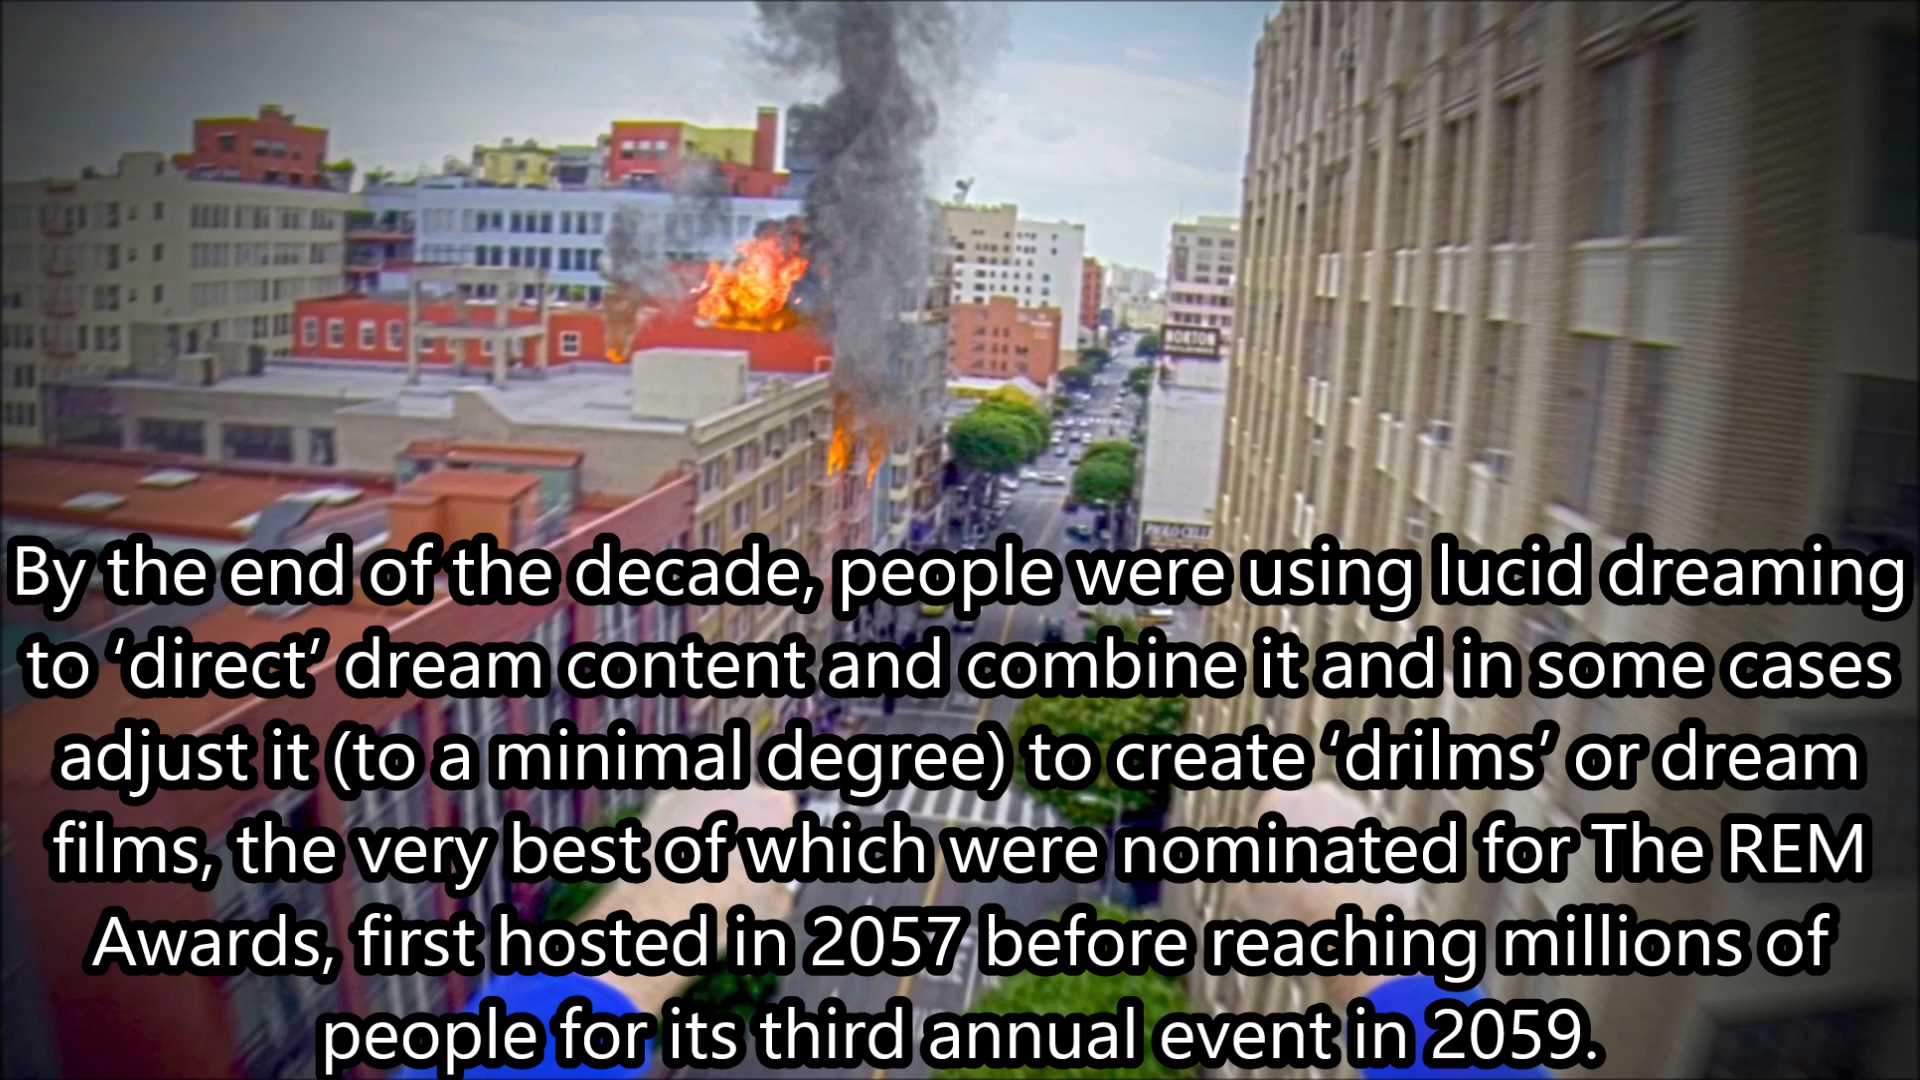 NORTON
By the end of the decade, people were using lucid dreaming
to ‘direct’ dream content and combine it and in some cases
adjust it (to a minimal degree) to create ‘drilms’ or dream
films, the very best of which were nominated for The REM
Awards, first hosted in 2057 before reaching millions of
people for its third annual event in 2059.